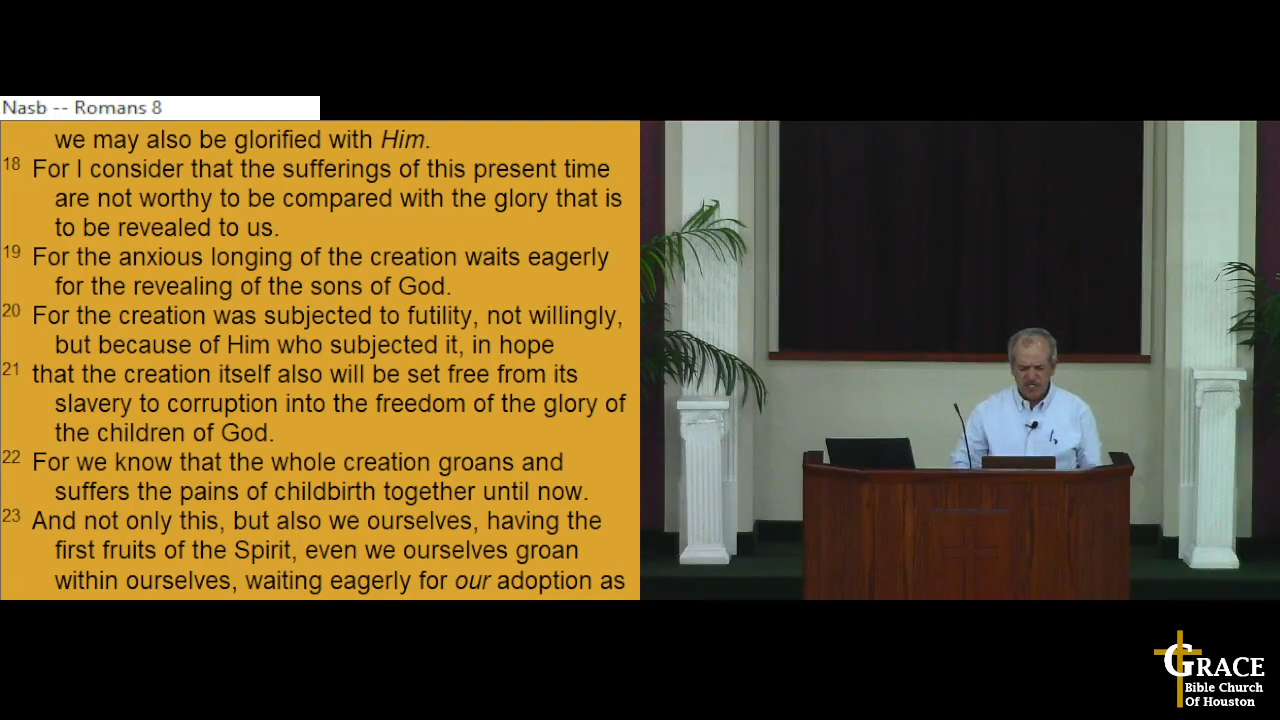 Nasb -- Romans 8
we may also be glorified with Him.
18 For I consider that the sufferings of this present time
are not worthy to be compared with the glory that is
to be revealed to us.
19 For the anxious longing of the creation waits eagerly
for the revealing of the sons of God.
20 For the creation was subjected to futility, not willingly,
but because of Him who subjected it, in hope
21 that the creation itself also will be set free from its
slavery to corruption into the freedom of the glory of
the children of God.
22 For we know that the whole creation groans and
suffers the pains of childbirth together until now.
23 And not only this, but also we ourselves, having the
first fruits of the Spirit, even we ourselves groan
within ourselves, waiting eagerly for our adoption as
GRACE
Bible Church
Of Houston